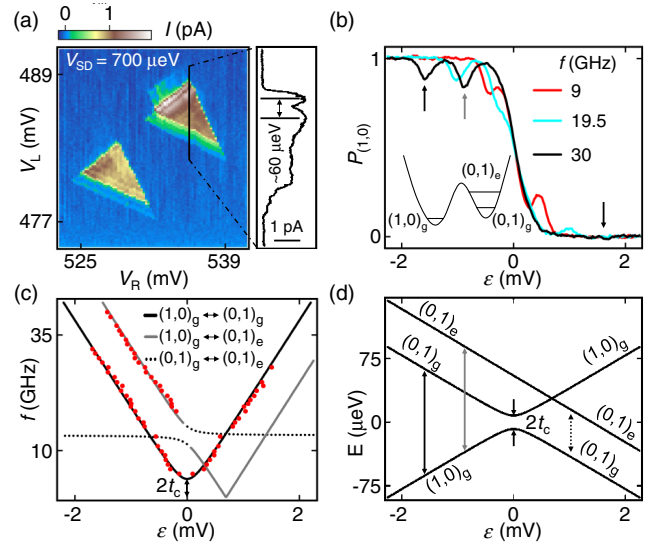 (a)
I (pA)
0
1
V_SD = 700 μeV
489
477
V_L (mV)
525
539
V_R (mV)
~60 μeV
1 pA
(b)
1
P_(1,0)
0
f (GHz)
9
19.5
30
(0,1)_e
(1,0)_g
(0,1)_g
-2
0
2
ε (mV)
(c)
(1,0)_g ↔ (0,1)_g
(1,0)_g ↔ (0,1)_e
(0,1)_g ↔ (0,1)_e
35
f (GHz)
10
2t_c
-2
0
2
ε (mV)
(d)
(0,1)_e
(0,1)_g
(1,0)_g
75
E (μeV)
0
2t_c
(0,1)_e
(0,1)_g
-75
(1,0)_g
-2
0
2
ε (mV)